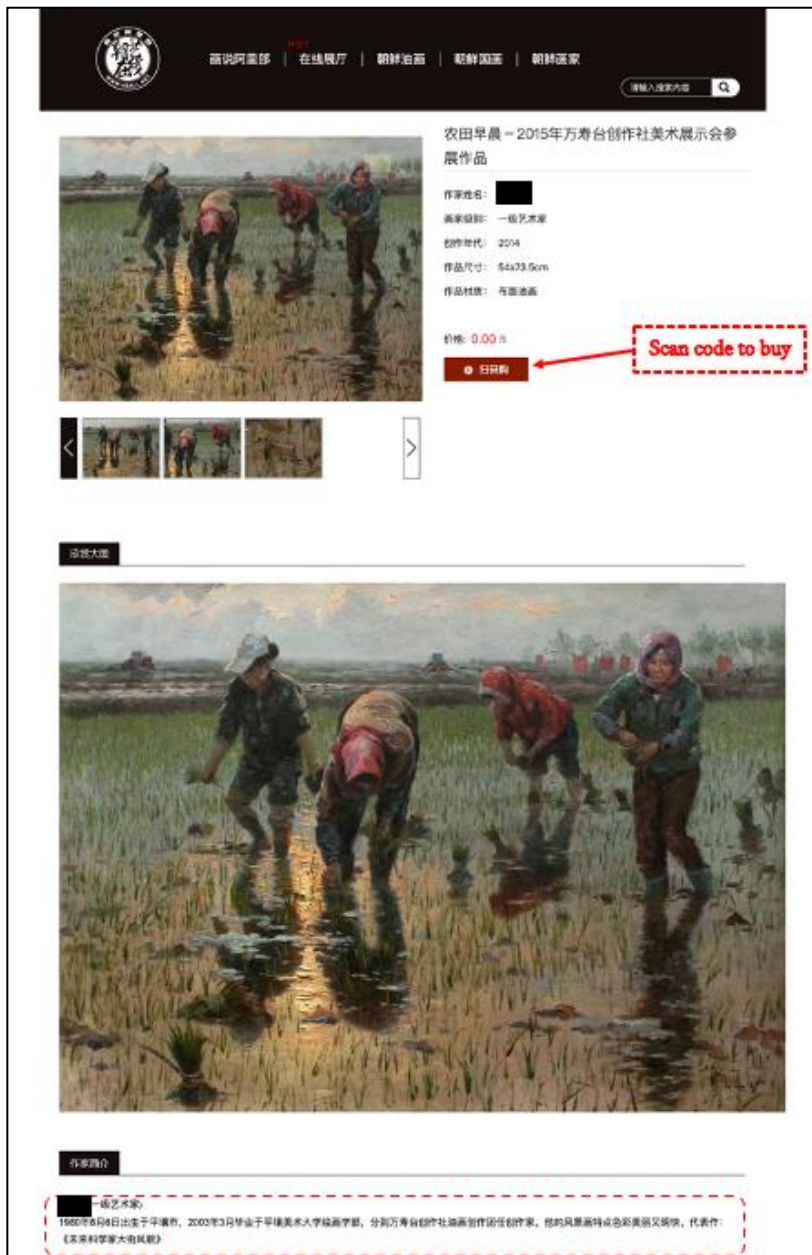 HOT
画说阿里郎 | 在线展厅 | 朝鲜油画 | 朝鲜国画 | 朝鲜画家
请输入搜索内容
农田早晨－2015年万寿台创作社美术展示会参
展作品
作家姓名：
画家级别： 一级艺术家
创作年代： 2014
作品尺寸： 54x73.5cm
作品材质： 布面油画
价格: 0.00 元
Scan code to buy
扫码购
欣赏大图
作家简介
一级艺术家:
1980年8月6日出生于平壤市，2003年3月毕业于平壤美术大学绘画学部，分到万寿台创作社油画创作团任创作家。他的风景画特点色彩美丽又明快，代表作：
《未来科学家大街风貌》